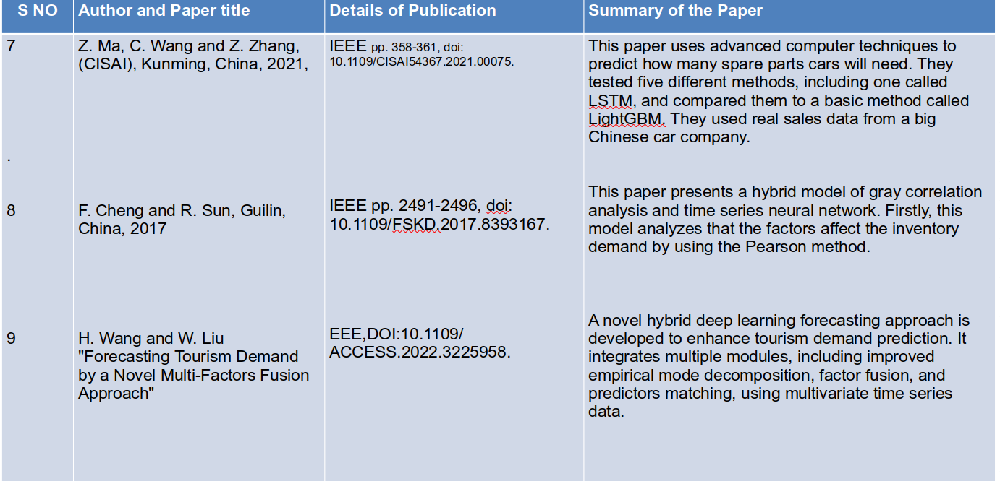 S NO
Author and Paper title
Details of Publication
Summary of the Paper
7
Z. Ma, C. Wang and Z. Zhang,
(CISAI), Kunming, China, 2021,
IEEE pp. 358-361, doi:
10.1109/CISAI54367.2021.00075.
This paper uses advanced computer techniques to
predict how many spare parts cars will need. They
tested five different methods, including one called
LSTM, and compared them to a basic method called
LightGBM. They used real sales data from a big
Chinese car company.
.
8
F. Cheng and R. Sun, Guilin,
China, 2017
IEEE pp. 2491-2496, doi:
10.1109/FSKD.2017.8393167.
This paper presents a hybrid model of gray correlation
analysis and time series neural network. Firstly, this
model analyzes that the factors affect the inventory
demand by using the Pearson method.
9
H. Wang and W. Liu
"Forecasting Tourism Demand
by a Novel Multi-Factors Fusion
Approach"
EEE,DOI:10.1109/
ACCESS.2022.3225958.
A novel hybrid deep learning forecasting approach is
developed to enhance tourism demand prediction. It
integrates multiple modules, including improved
empirical mode decomposition, factor fusion, and
predictors matching, using multivariate time series
data.